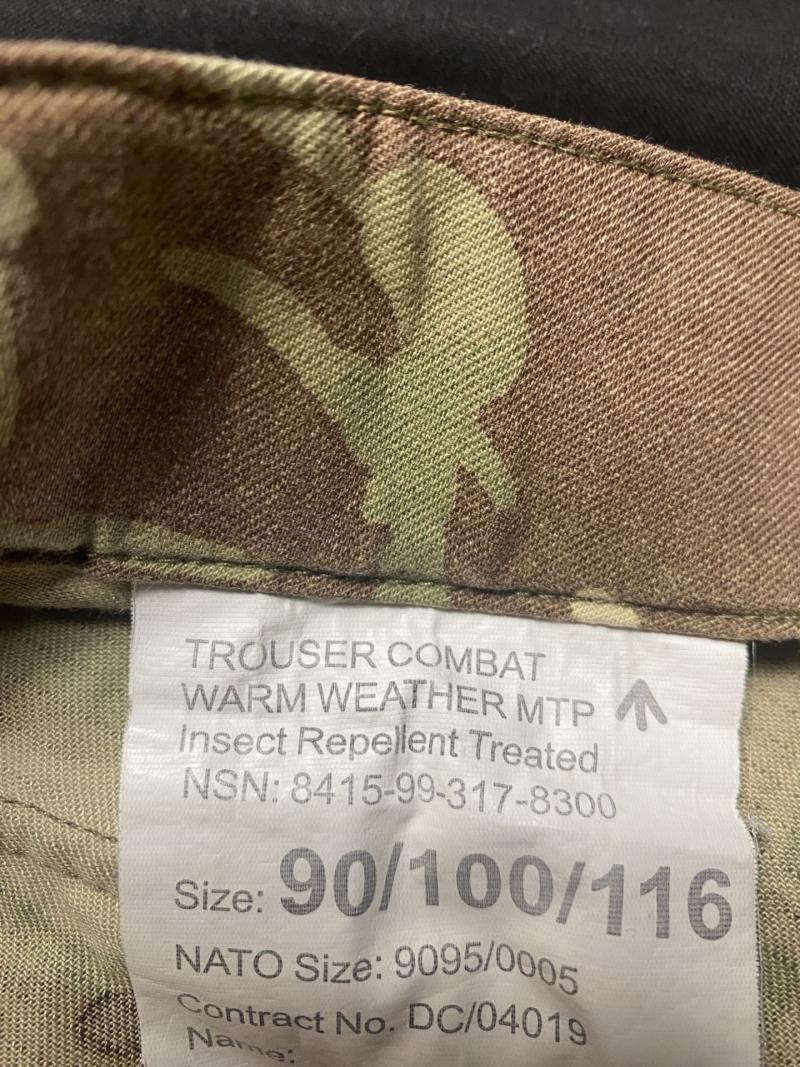 TROUSER COMBAT
WARM WEATHER MTP
Insect Repellent Treated
NSN: 8415-99-317-8300
Size: 90/100/116
NATO Size: 9095/0005
Contract No. DC/04019
Name: